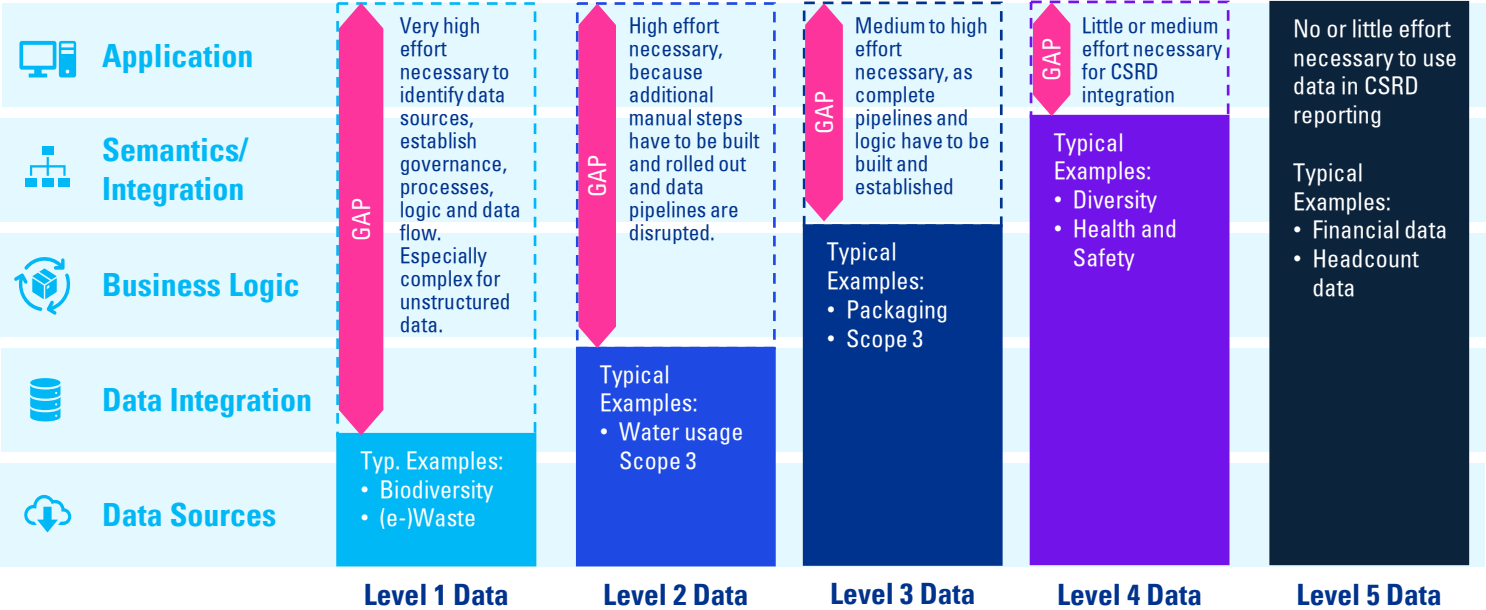 Application
Semantics/
Integration
Business Logic
Data Integration
Data Sources
GAP
Very high
effort
necessary to
identify data
sources,
establish
governance,
processes,
logic and data
flow.
Especially
complex for
unstructured
data.
Typ. Examples:
• Biodiversity
• (e-)Waste
Level 1 Data
GAP
High effort
necessary,
because
additional
manual steps
have to be built
and rolled out
and data
pipelines are
disrupted.
Typical
Examples:
• Water usage
Scope 3
Level 2 Data
GAP
Medium to high
effort
necessary, as
complete
pipelines and
logic have to be
built and
established
Typical
Examples:
• Packaging
• Scope 3
Level 3 Data
GAP
Little or medium
effort necessary
for CSRD
integration
Typical
Examples:
• Diversity
• Health and
Safety
Level 4 Data
No or little effort
necessary to use
data in CSRD
reporting
Typical
Examples:
• Financial data
• Headcount
data
Level 5 Data